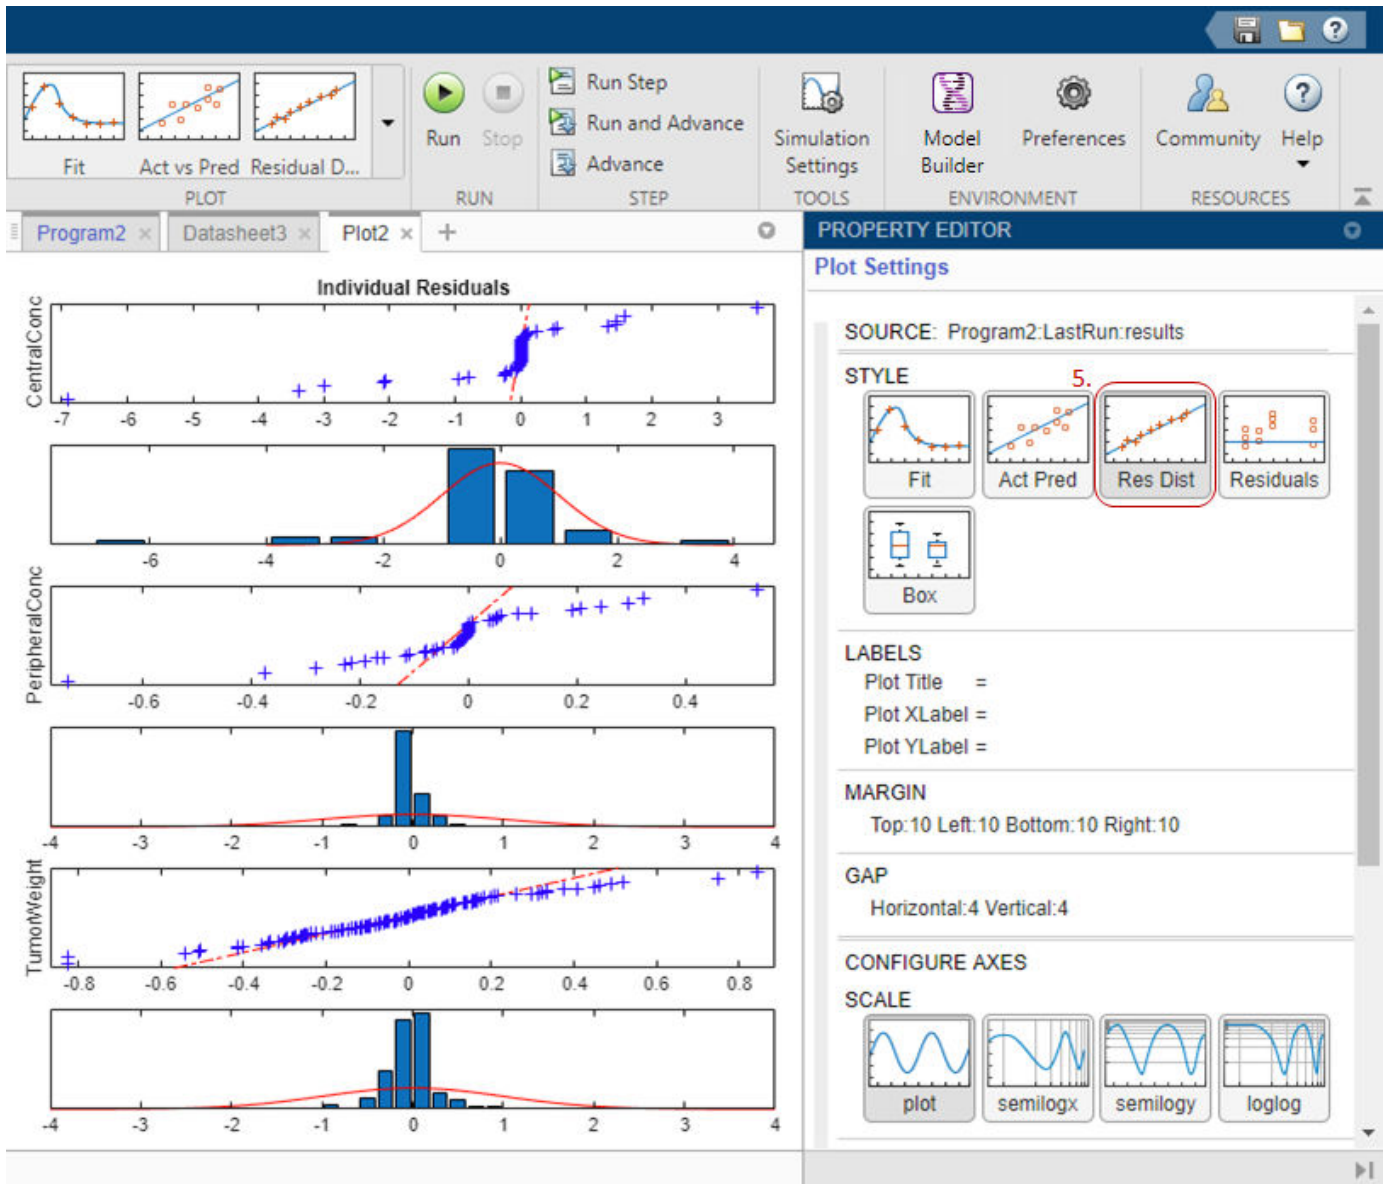 Fit Act vs Pred Residual D...
PLOT
Run Stop
RUN
Run Step
Run and Advance
Advance
STEP
Simulation
Settings
TOOLS
Model
Builder
Preferences
ENVIRONMENT
Community Help
RESOURCES
Program2 × Datasheet3 × Plot2 × +
Individual Residuals
CentralConc
-7 -6 -5 -4 -3 -2 -1 0 1 2 3
-6 -4 -2 0 2 4
PeripheralConc
-0.6 -0.4 -0.2 0 0.2 0.4
-4 -3 -2 -1 0 1 2 3 4
TumorWeight
-0.8 -0.6 -0.4 -0.2 0 0.2 0.4 0.6 0.8
-4 -3 -2 -1 0 1 2 3 4
PROPERTY EDITOR
Plot Settings
SOURCE: Program2:LastRun:results
STYLE
5.
Fit Act Pred Res Dist Residuals
Box
LABELS
Plot Title =
Plot XLabel =
Plot YLabel =
MARGIN
Top:10 Left:10 Bottom:10 Right:10
GAP
Horizontal:4 Vertical:4
CONFIGURE AXES
SCALE
plot semilogx semilogy loglog